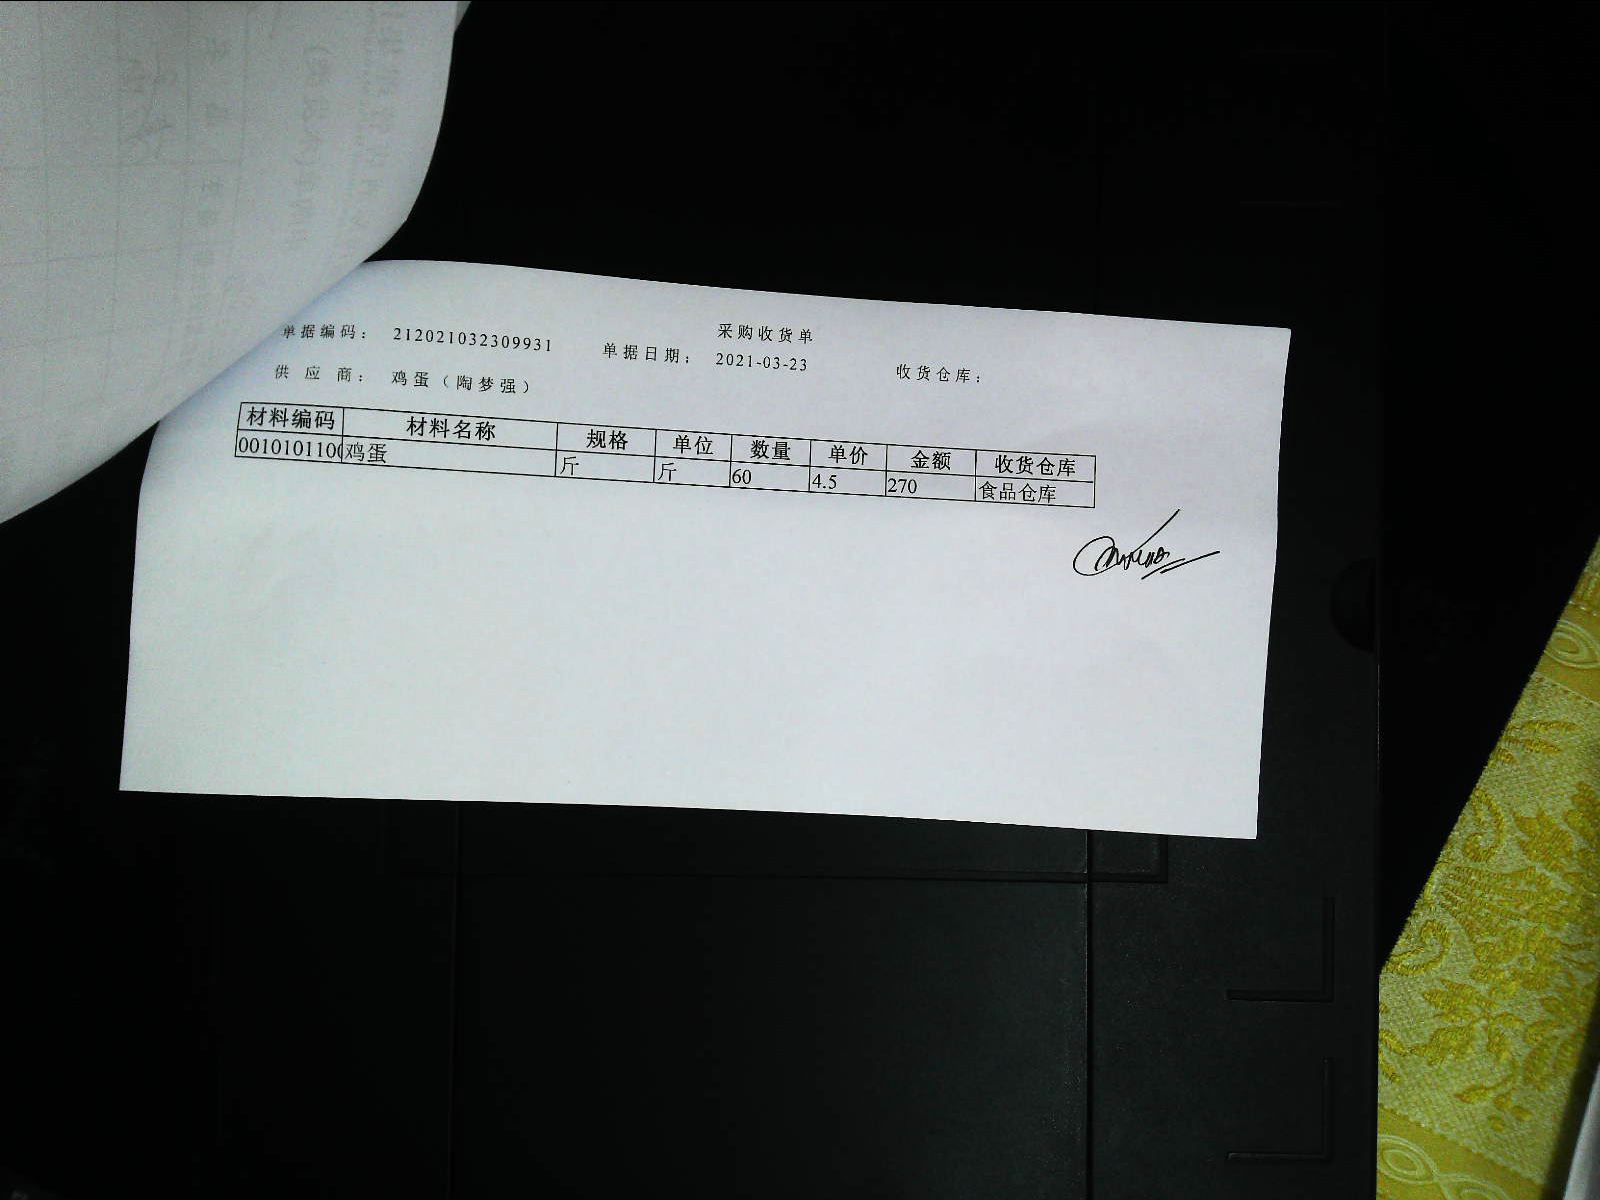 采购收货单
单据编码： 212021032309931 单据日期： 2021-03-23 收货仓库：
供应商： 鸡蛋（陶梦强）
材料编码 材料名称 规格 单位 数量 单价 金额 收货仓库
0010101100 鸡蛋 斤 斤 60 4.5 270 食品仓库